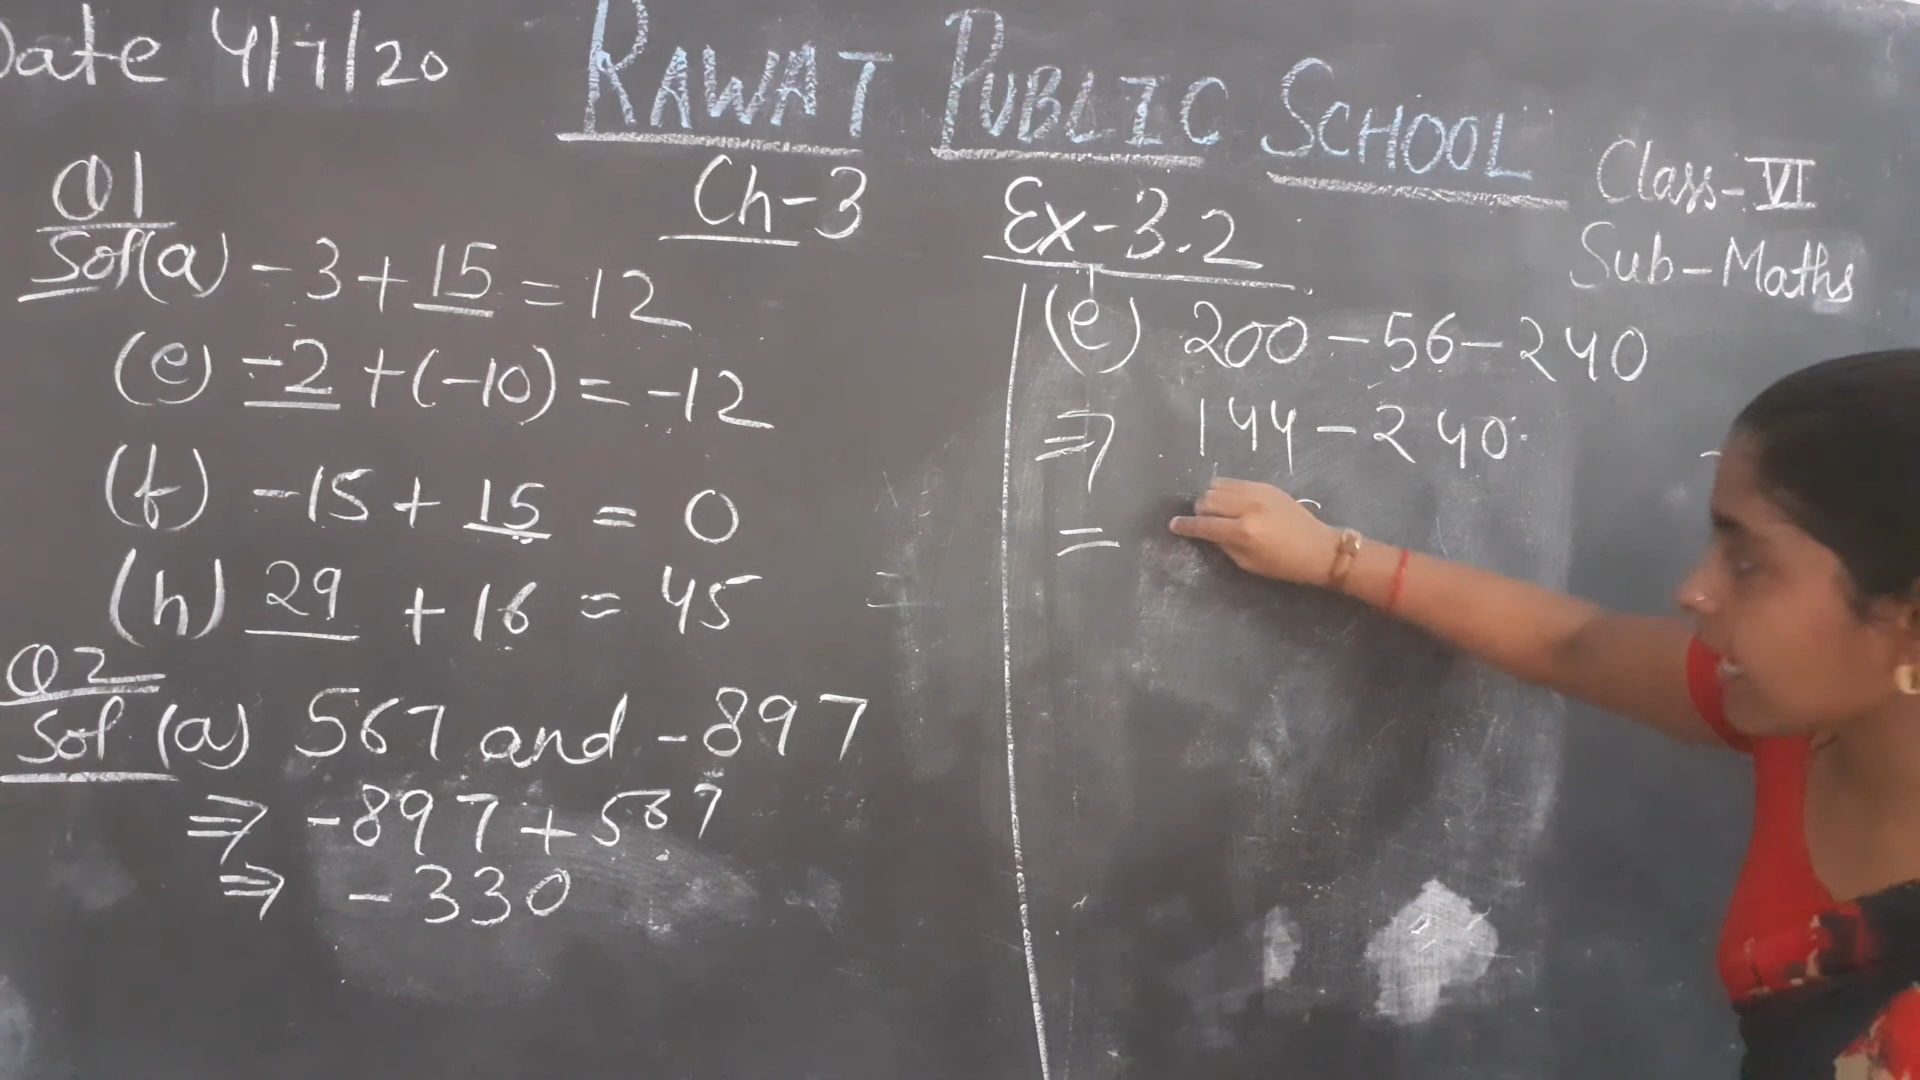 Date 4/7/20
RAWAT PUBLIC SCHOOL
Class-VI
Sub-Maths
Ch-3
Ex-3.2
Q1
Sol(a) -3+15=12
(e) -2+(-10)=-12
(f) -15+15=0
(h) 29+16=45
Q2
Sol (a) 567 and -897
⇒ -897+567
⇒ -330
(e) 200-56-240
⇒ 144-240
=